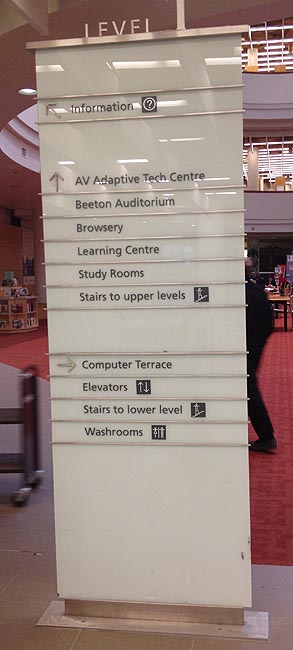 LEVEL
Information ?
AV Adaptive Tech Centre
Beeton Auditorium
Browsery
Learning Centre
Study Rooms
Stairs to upper levels
Computer Terrace
Elevators
Stairs to lower level
Washrooms